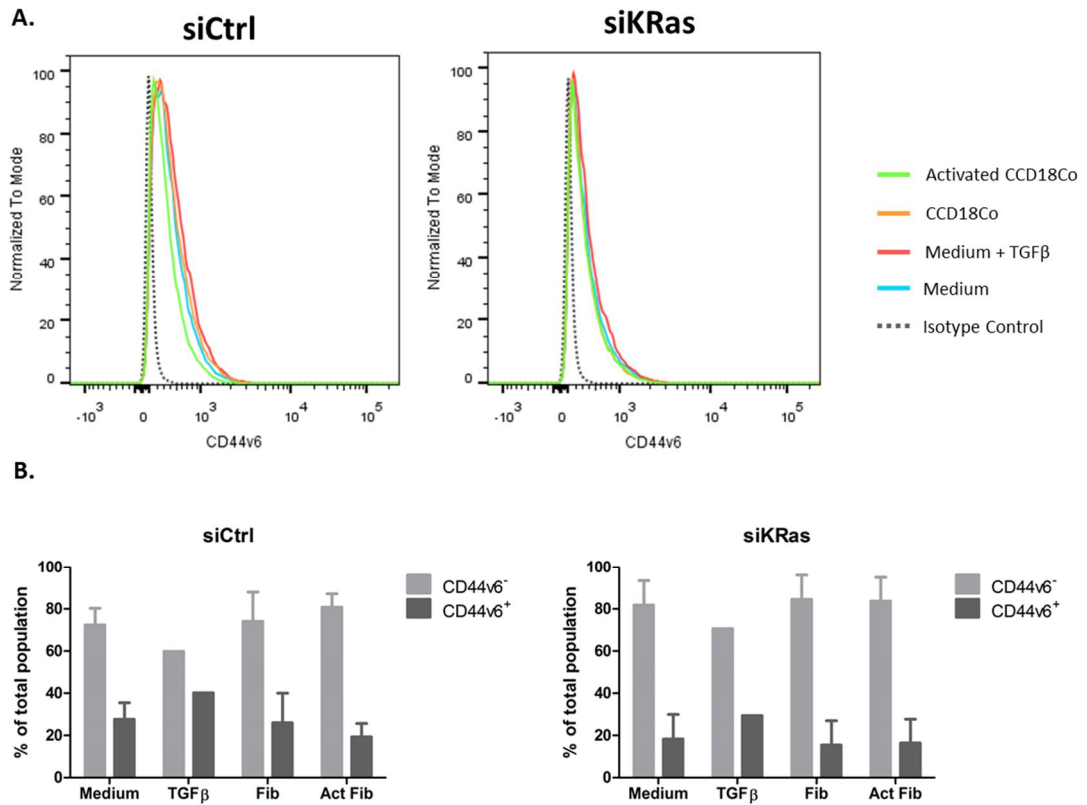 A.
siCtrl
siKRas
Normalized To Mode
100
80
60
40
20
0
-10³
0
10³
10⁴
10⁵
CD44v6
Normalized To Mode
100
80
60
40
20
0
-10³
0
10³
10⁴
10⁵
CD44v6
Activated CCD18Co
CCD18Co
Medium + TGFβ
Medium
Isotype Control
B.
siCtrl
% of total population
100
80
60
40
20
0
Medium
TGFβ
Fib
Act Fib
CD44v6⁻
CD44v6⁺
siKRas
% of total population
100
80
60
40
20
0
Medium
TGFβ
Fib
Act Fib
CD44v6⁻
CD44v6⁺